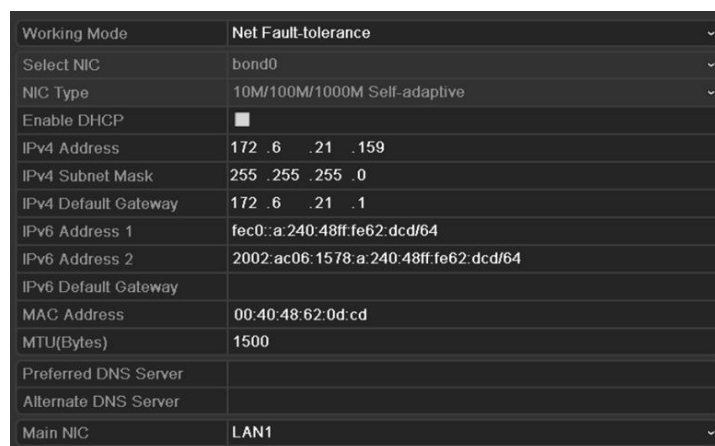 Working Mode Net Fault-tolerance
Select NIC bond0
NIC Type 10M/100M/1000M Self-adaptive
Enable DHCP
IPv4 Address 172 .6 .21 .159
IPv4 Subnet Mask 255 .255 .255 .0
IPv4 Default Gateway 172 .6 .21 .1
IPv6 Address 1 fec0::a:240:48ff:fe62:dcd/64
IPv6 Address 2 2002:ac06:1578:a:240:48ff:fe62:dcd/64
IPv6 Default Gateway
MAC Address 00:40:48:62:0d:cd
MTU(Bytes) 1500
Preferred DNS Server
Alternate DNS Server
Main NIC LAN1